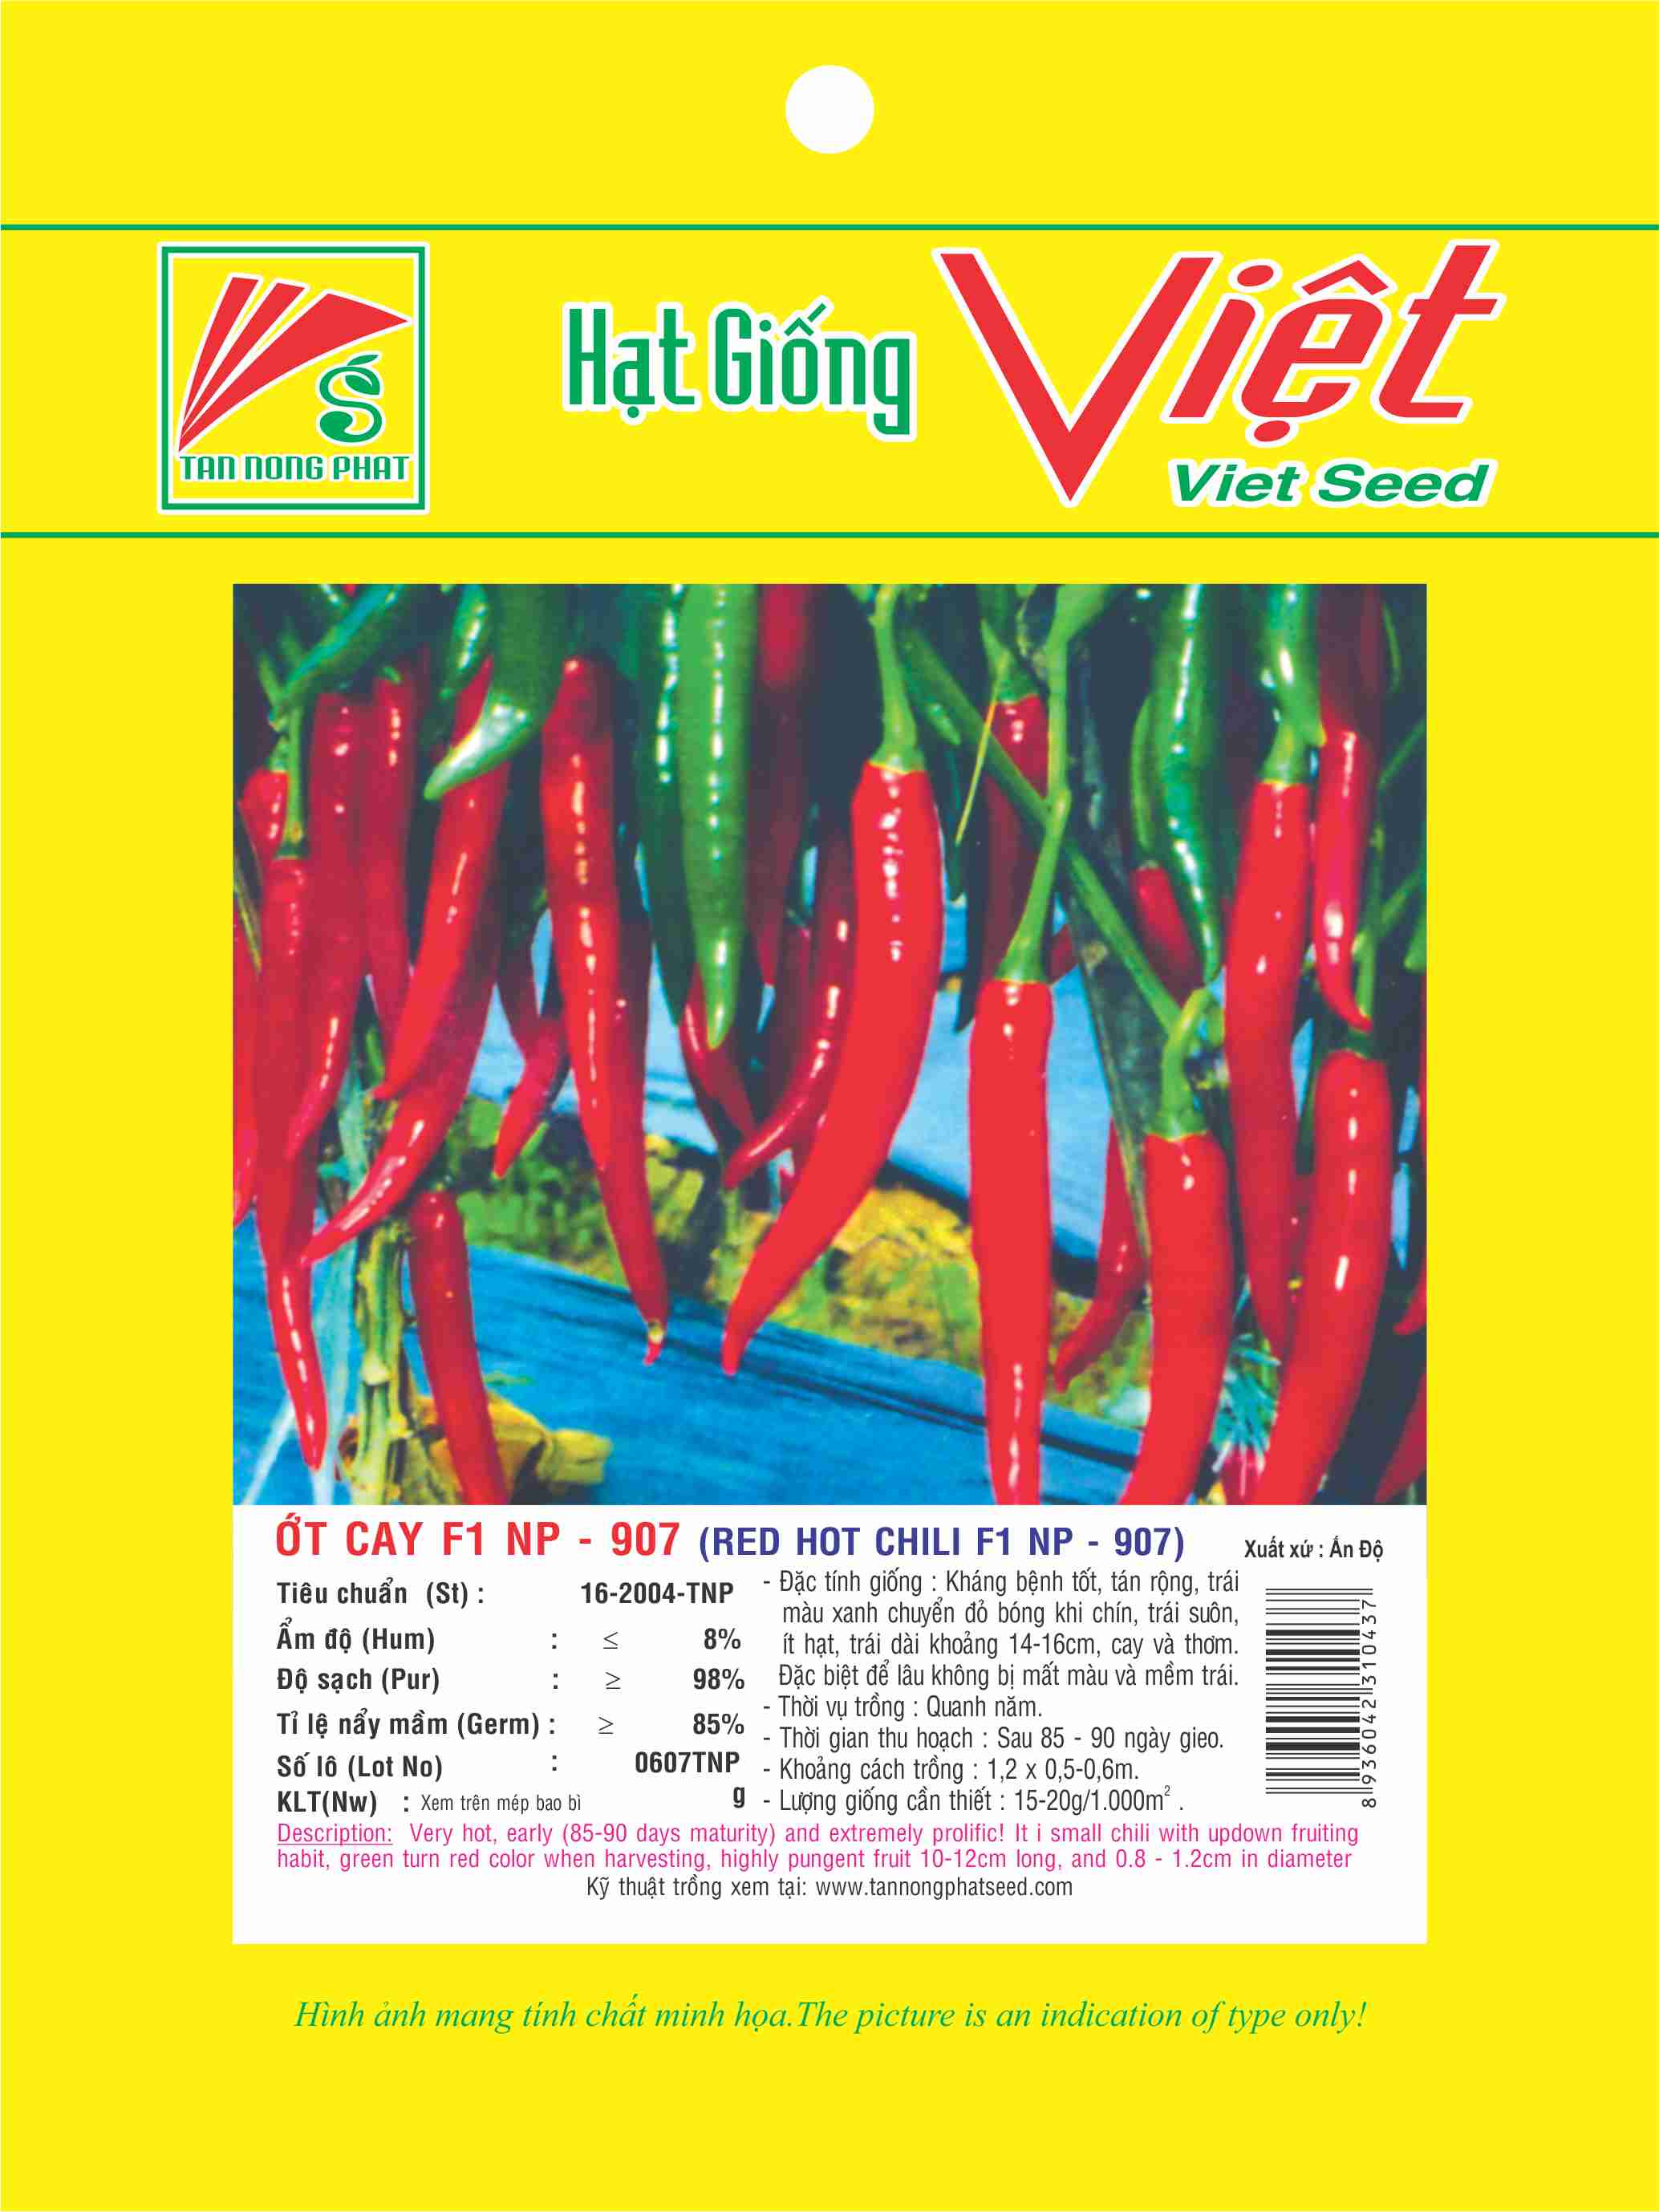 TAN NONG PHAT
Hạt Giống Việt
Viet Seed
ỚT CAY F1 NP - 907 (RED HOT CHILI F1 NP - 907)
Xuất xứ : Ấn Độ
Tiêu chuẩn (St) : 16-2004-TNP
Ẩm độ (Hum) : ≤ 8%
Độ sạch (Pur) : ≥ 98%
Tỉ lệ nẩy mầm (Germ) : ≥ 85%
Số lô (Lot No) : 0607TNP
KLT(Nw) : Xem trên mép bao bì g
- Đặc tính giống : Kháng bệnh tốt, tán rộng, trái
màu xanh chuyển đỏ bóng khi chín, trái suôn,
ít hạt, trái dài khoảng 14-16cm, cay và thơm.
Đặc biệt để lâu không bị mất màu và mềm trái.
- Thời vụ trồng : Quanh năm.
- Thời gian thu hoạch : Sau 85 - 90 ngày gieo.
- Khoảng cách trồng : 1,2 x 0,5-0,6m.
- Lượng giống cần thiết : 15-20g/1.000m² .
8 936042 310437
Description: Very hot, early (85-90 days maturity) and extremely prolific! It i small chili with updown fruiting
habit, green turn red color when harvesting, highly pungent fruit 10-12cm long, and 0.8 - 1.2cm in diameter
Kỹ thuật trồng xem tại: www.tannongphatseed.com
Hình ảnh mang tính chất minh họa.The picture is an indication of type only!